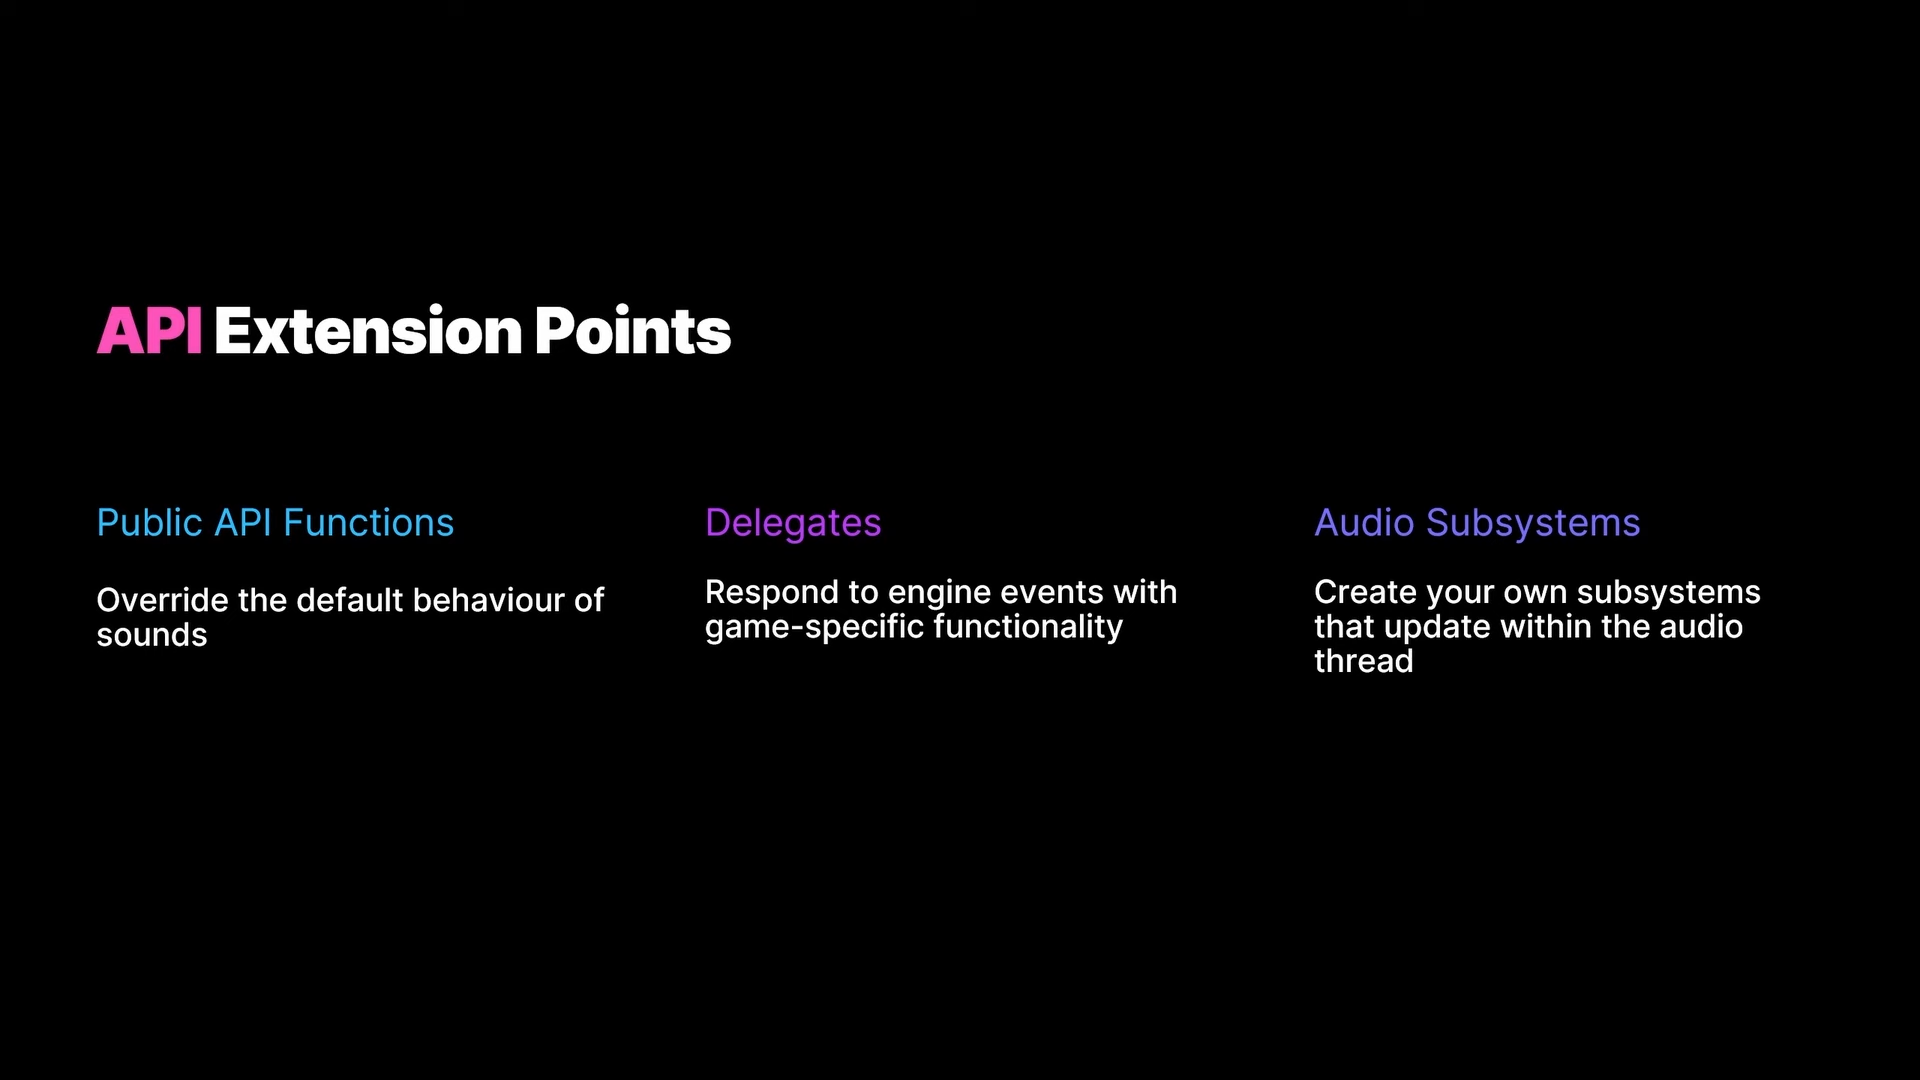 API Extension Points
Public API Functions
Override the default behaviour of
sounds
Delegates
Respond to engine events with
game-specific functionality
Audio Subsystems
Create your own subsystems
that update within the audio
thread